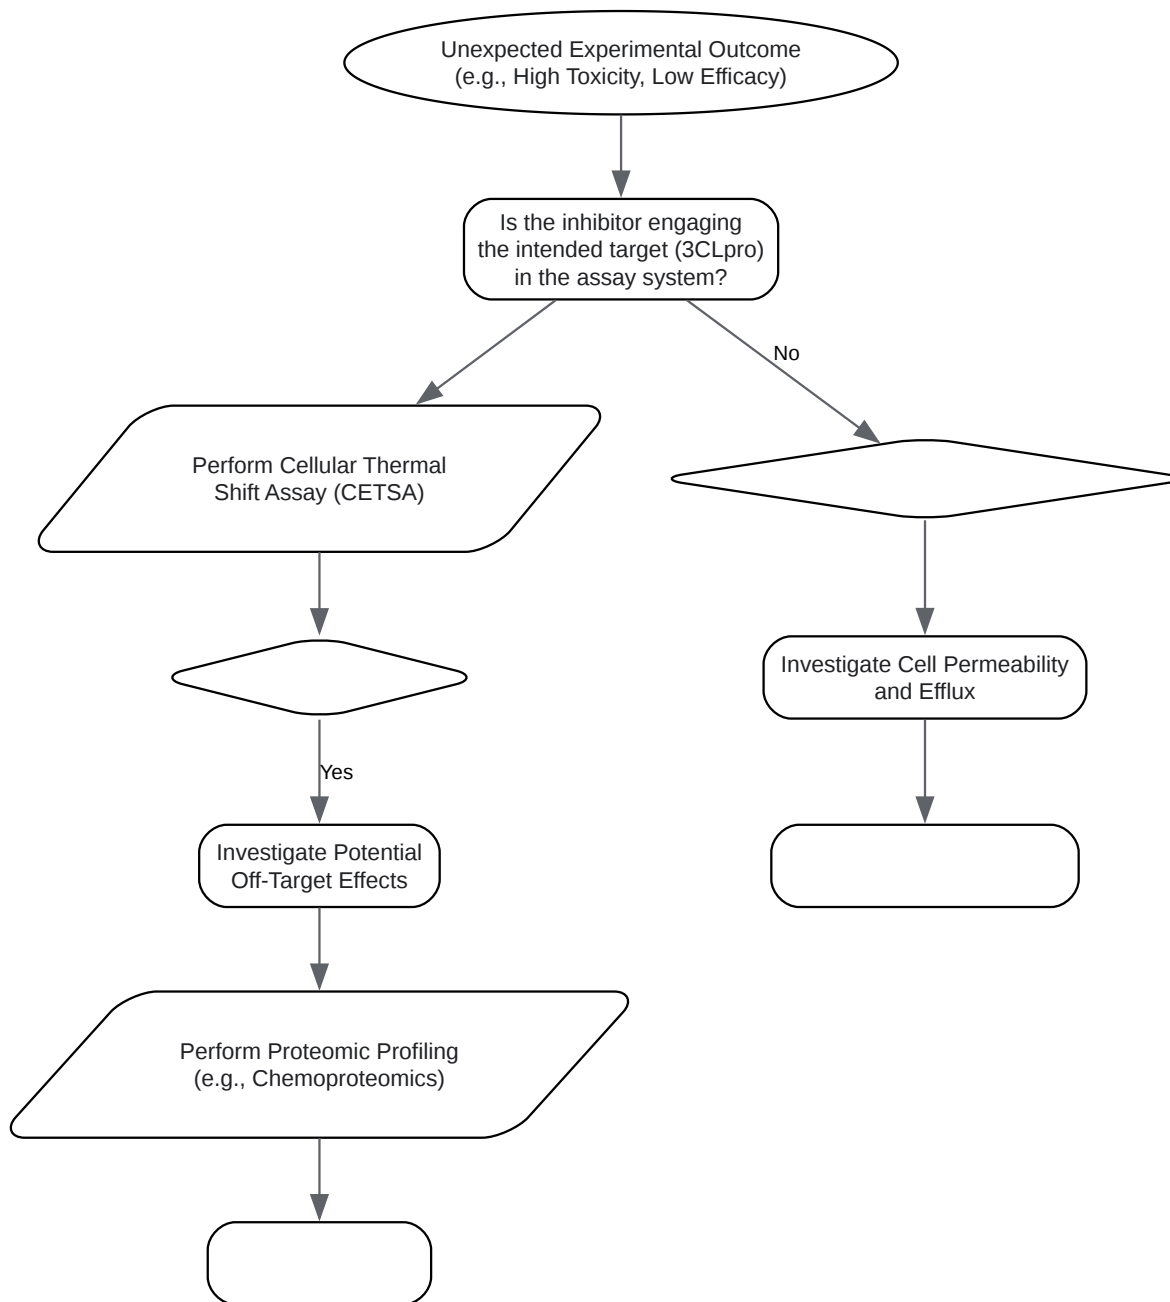 Unexpected Experimental Outcome
(e.g., High Toxicity, Low Efficacy)
Is the inhibitor engaging
the intended target (3CLpro)
in the assay system?
No
Perform Cellular Thermal
Shift Assay (CETSA)
Investigate Cell Permeability
and Efflux
Yes
Investigate Potential
Off-Target Effects
Perform Proteomic Profiling
(e.g., Chemoproteomics)